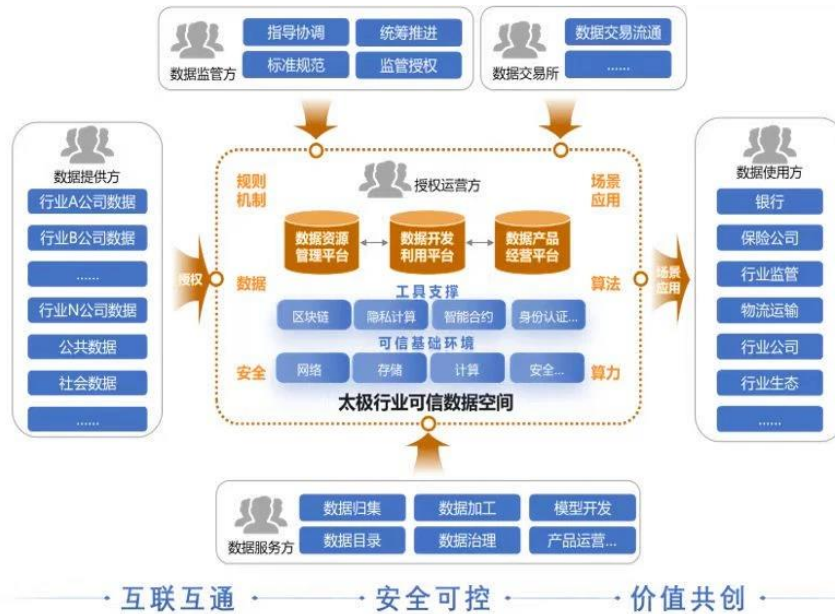 指导协调
统筹推进
标准规范
监管授权
数据监管方
数据交易流通
......
数据交易所
数据提供方
行业A公司数据
行业B公司数据
......
行业N公司数据
公共数据
社会数据
......
授权
规则
机制
授权运营方
场景
应用
数据资源
管理平台
数据开发
利用平台
数据产品
经营平台
数据
工具支撑
算法
区块链
隐私计算
智能合约
身份认证...
可信基础环境
安全
网络
存储
计算
安全...
算力
太极行业可信数据空间
场景
应用
数据使用方
银行
保险公司
行业监管
物流运输
行业公司
行业生态
......
数据归集
数据加工
模型开发
数据目录
数据治理
产品运营...
数据服务方
·互联互通·
·安全可控·
·价值共创·